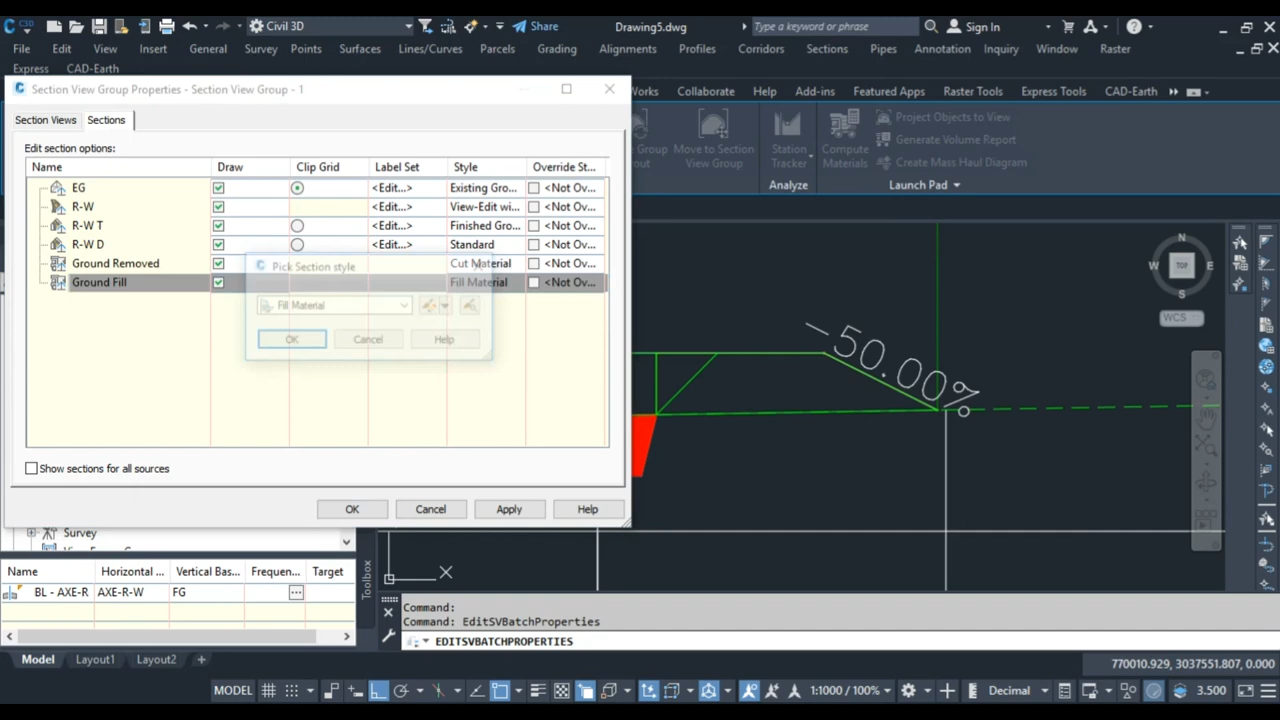 C3D
Civil 3D
Share
Drawing5.dwg
Type a keyword or phrase
Sign In
File Edit View Insert General Survey Points Surfaces Lines/Curves Parcels Grading Alignments Profiles Corridors Sections Pipes Annotation Inquiry Window Raster
Express CAD-Earth
Section View Group Properties - Section View Group - 1
Works Collaborate Help Add-ins Featured Apps Raster Tools Express Tools CAD-Earth
Section Views Sections
Group Move to Section View Group
Station Tracker
Compute Materials
Project Objects to View
Generate Volume Report
Create Mass Haul Diagram
Analyze Launch Pad
Edit section options:
Name Draw Clip Grid Label Set Style Override St...
EG <Edit...> Existing Gro... <Not Ov...
R-W <Edit...> View-Edit wi... <Not Ov...
R-W T <Edit...> Finished Gro... <Not Ov...
R-W D <Edit...> Standard <Not Ov...
Ground Removed Cut Material <Not Ov...
Ground Fill Fill Material <Not Ov...
Pick Section style
Fill Material
OK Cancel Help
Show sections for all sources
OK Cancel Apply Help
N
W TOP E
S
WCS
-50.00%
Survey
Toolbox
Name Horizontal ... Vertical Bas... Frequen... Target
BL - AXE-R AXE-R-W FG ...
X
Command:
Command: EditSVBatchProperties
EDITSVBATCHPROPERTIES
Model Layout1 Layout2 +
770010.929, 3037551.807, 0.000
MODEL 1:1000 / 100% Decimal 3.500